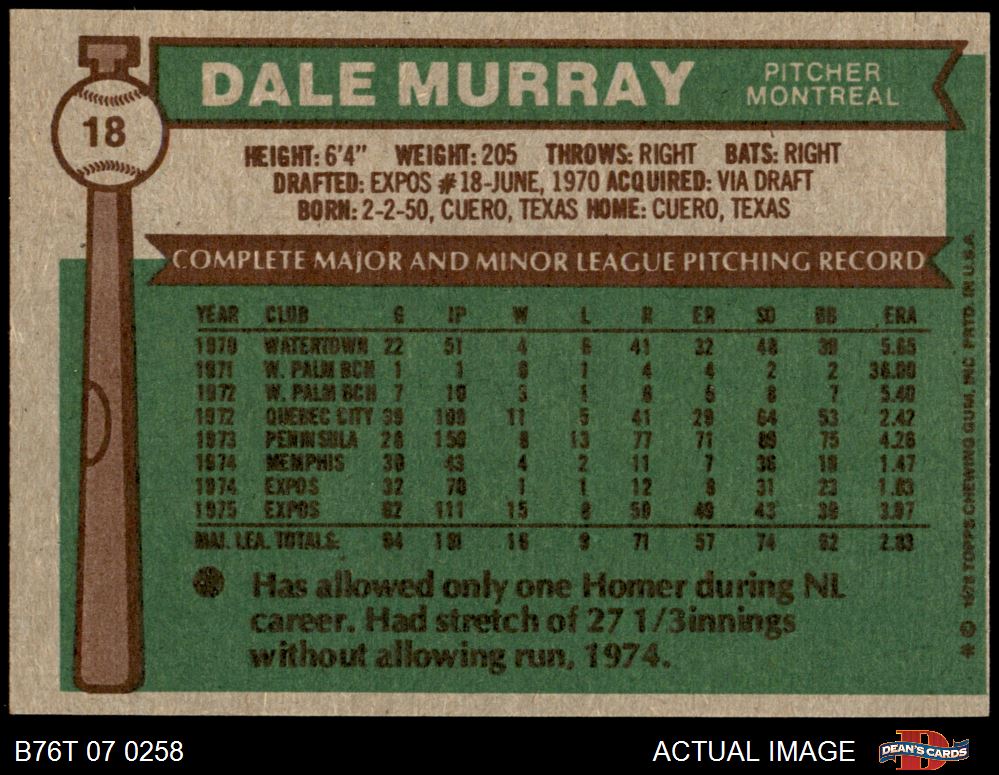 DALE MURRAY
PITCHER
MONTREAL
18
HEIGHT: 6'4" WEIGHT: 205 THROWS: RIGHT BATS: RIGHT
DRAFTED: EXPOS #18-JUNE, 1970 ACQUIRED: VIA DRAFT
BORN: 2-2-50, CUERO, TEXAS HOME: CUERO, TEXAS
COMPLETE MAJOR AND MINOR LEAGUE PITCHING RECORD
YEAR CLUB G IP W L R ER SO BB ERA
1970 WATERTOWN 22 51 4 6 41 32 48 39 5.65
1971 W. PALM BCH 1 1 0 1 4 4 2 2 36.00
1972 W. PALM BCH 7 10 3 1 6 8 7 5.40
1972 QUEBEC CITY 39 11 5 41 29 64 53 2.42
1973 PENINSULA 28 150 8 13 77 71 89 75 4.26
1974 MEMPHIS 30 43 4 2 11 7 36 19 1.47
1974 EXPOS 32 70 1 1 12 8 31 23 1.03
1975 EXPOS 62 111 15 8 59 49 43 39 3.97
MAJ. LEA. TOTALS: 94 181 16 9 71 57 74 62 2.83
Has allowed only one Homer during NL
career. Had stretch of 27 1/3innings
without allowing run, 1974.
* © 1976 TOPPS CHEWING GUM, INC PRTD IN U.S.A.
B76T 07 0258
ACTUAL IMAGE
DEAN'S CARDS